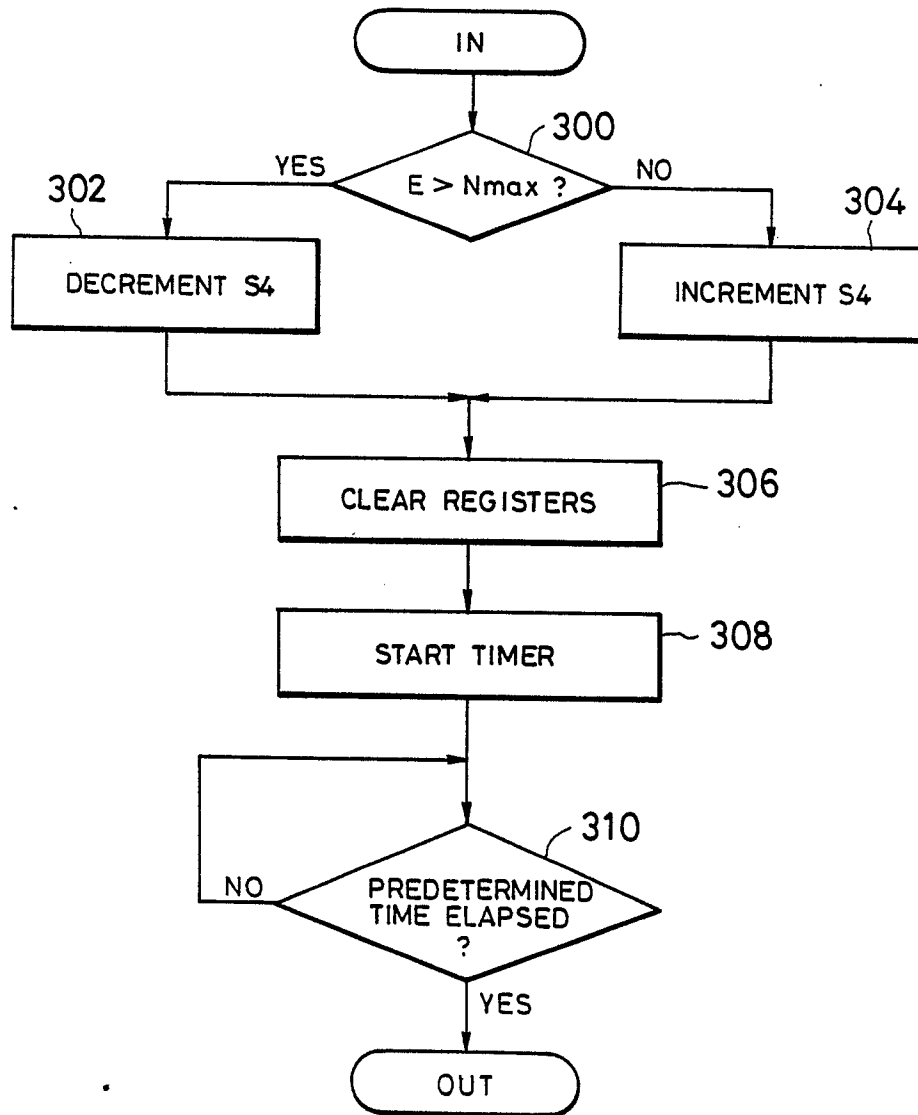 IN
300
E > Nmax ?
YES
NO
302
304
DECREMENT S4
INCREMENT S4
CLEAR REGISTERS
306
START TIMER
308
310
NO
PREDETERMINED
TIME ELAPSED
?
YES
OUT